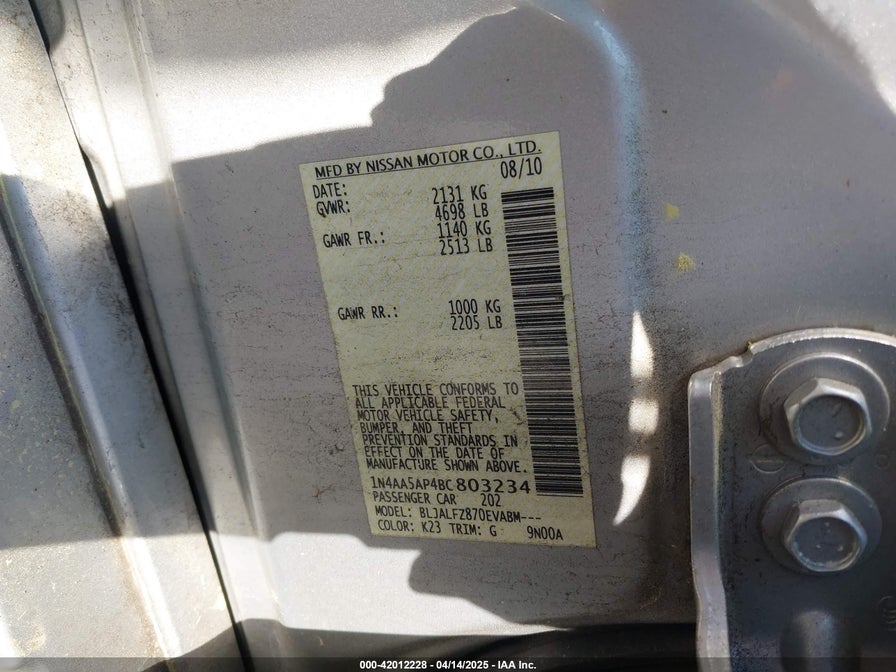 MFD BY NISSAN MOTOR CO., LTD.
DATE: 08/10
GVWR: 2131 KG
4698 LB
GAWR FR.: 1140 KG
2513 LB
GAWR RR.: 1000 KG
2205 LB
THIS VEHICLE CONFORMS TO
ALL APPLICABLE FEDERAL
MOTOR VEHICLE SAFETY,
BUMPER, AND THEFT
PREVENTION STANDARDS IN
EFFECT ON THE DATE OF
MANUFACTURE SHOWN ABOVE.
1N4AA5AP4BC803234
PASSENGER CAR 202
MODEL: BLJALFZ870EVABM---
COLOR: K23 TRIM: G 9N00A
000-42012228 - 04/14/2025 - IAA Inc.